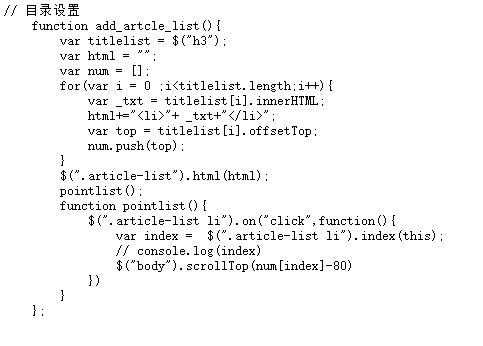 // 目录设置
function add_artcle_list(){
var titlelist = $("h3");
var html = "";
var num = [];
for(var i = 0 ;i<titlelist.length;i++){
var _txt = titlelist[i].innerHTML;
html+="<li>"+ _txt+"</li>";
var top = titlelist[i].offsetTop;
num.push(top);
}
$(".article-list").html(html);
pointlist();
function pointlist(){
$(".article-list li").on("click",function(){
var index =  $(".article-list li").index(this);
// console.log(index)
$("body").scrollTop(num[index]-80)
})
}
};